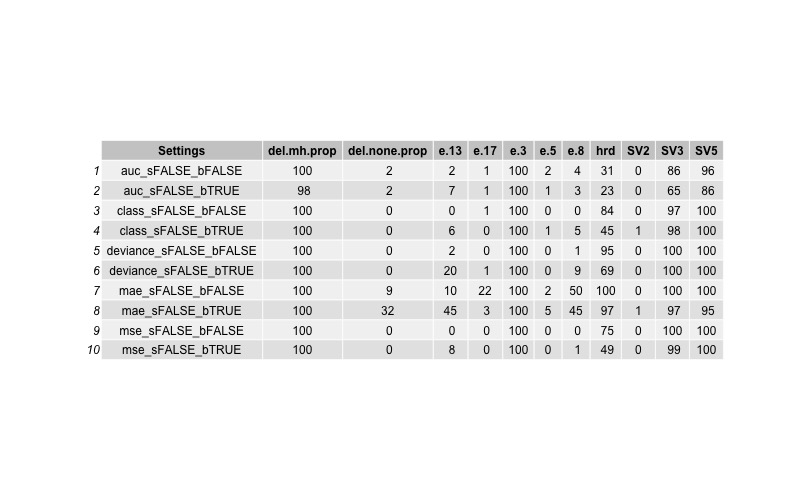 Settings del.mh.prop del.none.prop e.13 e.17 e.3 e.5 e.8 hrd SV2 SV3 SV5
1 auc_sFALSE_bFALSE 100 2 2 1 100 2 4 31 0 86 96
2 auc_sFALSE_bTRUE 98 2 7 1 100 1 3 23 0 65 86
3 class_sFALSE_bFALSE 100 0 0 1 100 0 0 84 0 97 100
4 class_sFALSE_bTRUE 100 0 6 0 100 1 5 45 1 98 100
5 deviance_sFALSE_bFALSE 100 0 2 0 100 0 1 95 0 100 100
6 deviance_sFALSE_bTRUE 100 0 20 1 100 0 9 69 0 100 100
7 mae_sFALSE_bFALSE 100 9 10 22 100 2 50 100 0 100 100
8 mae_sFALSE_bTRUE 100 32 45 3 100 5 45 97 1 97 95
9 mse_sFALSE_bFALSE 100 0 0 0 100 0 0 75 0 100 100
10 mse_sFALSE_bTRUE 100 0 8 0 100 0 1 49 0 99 100